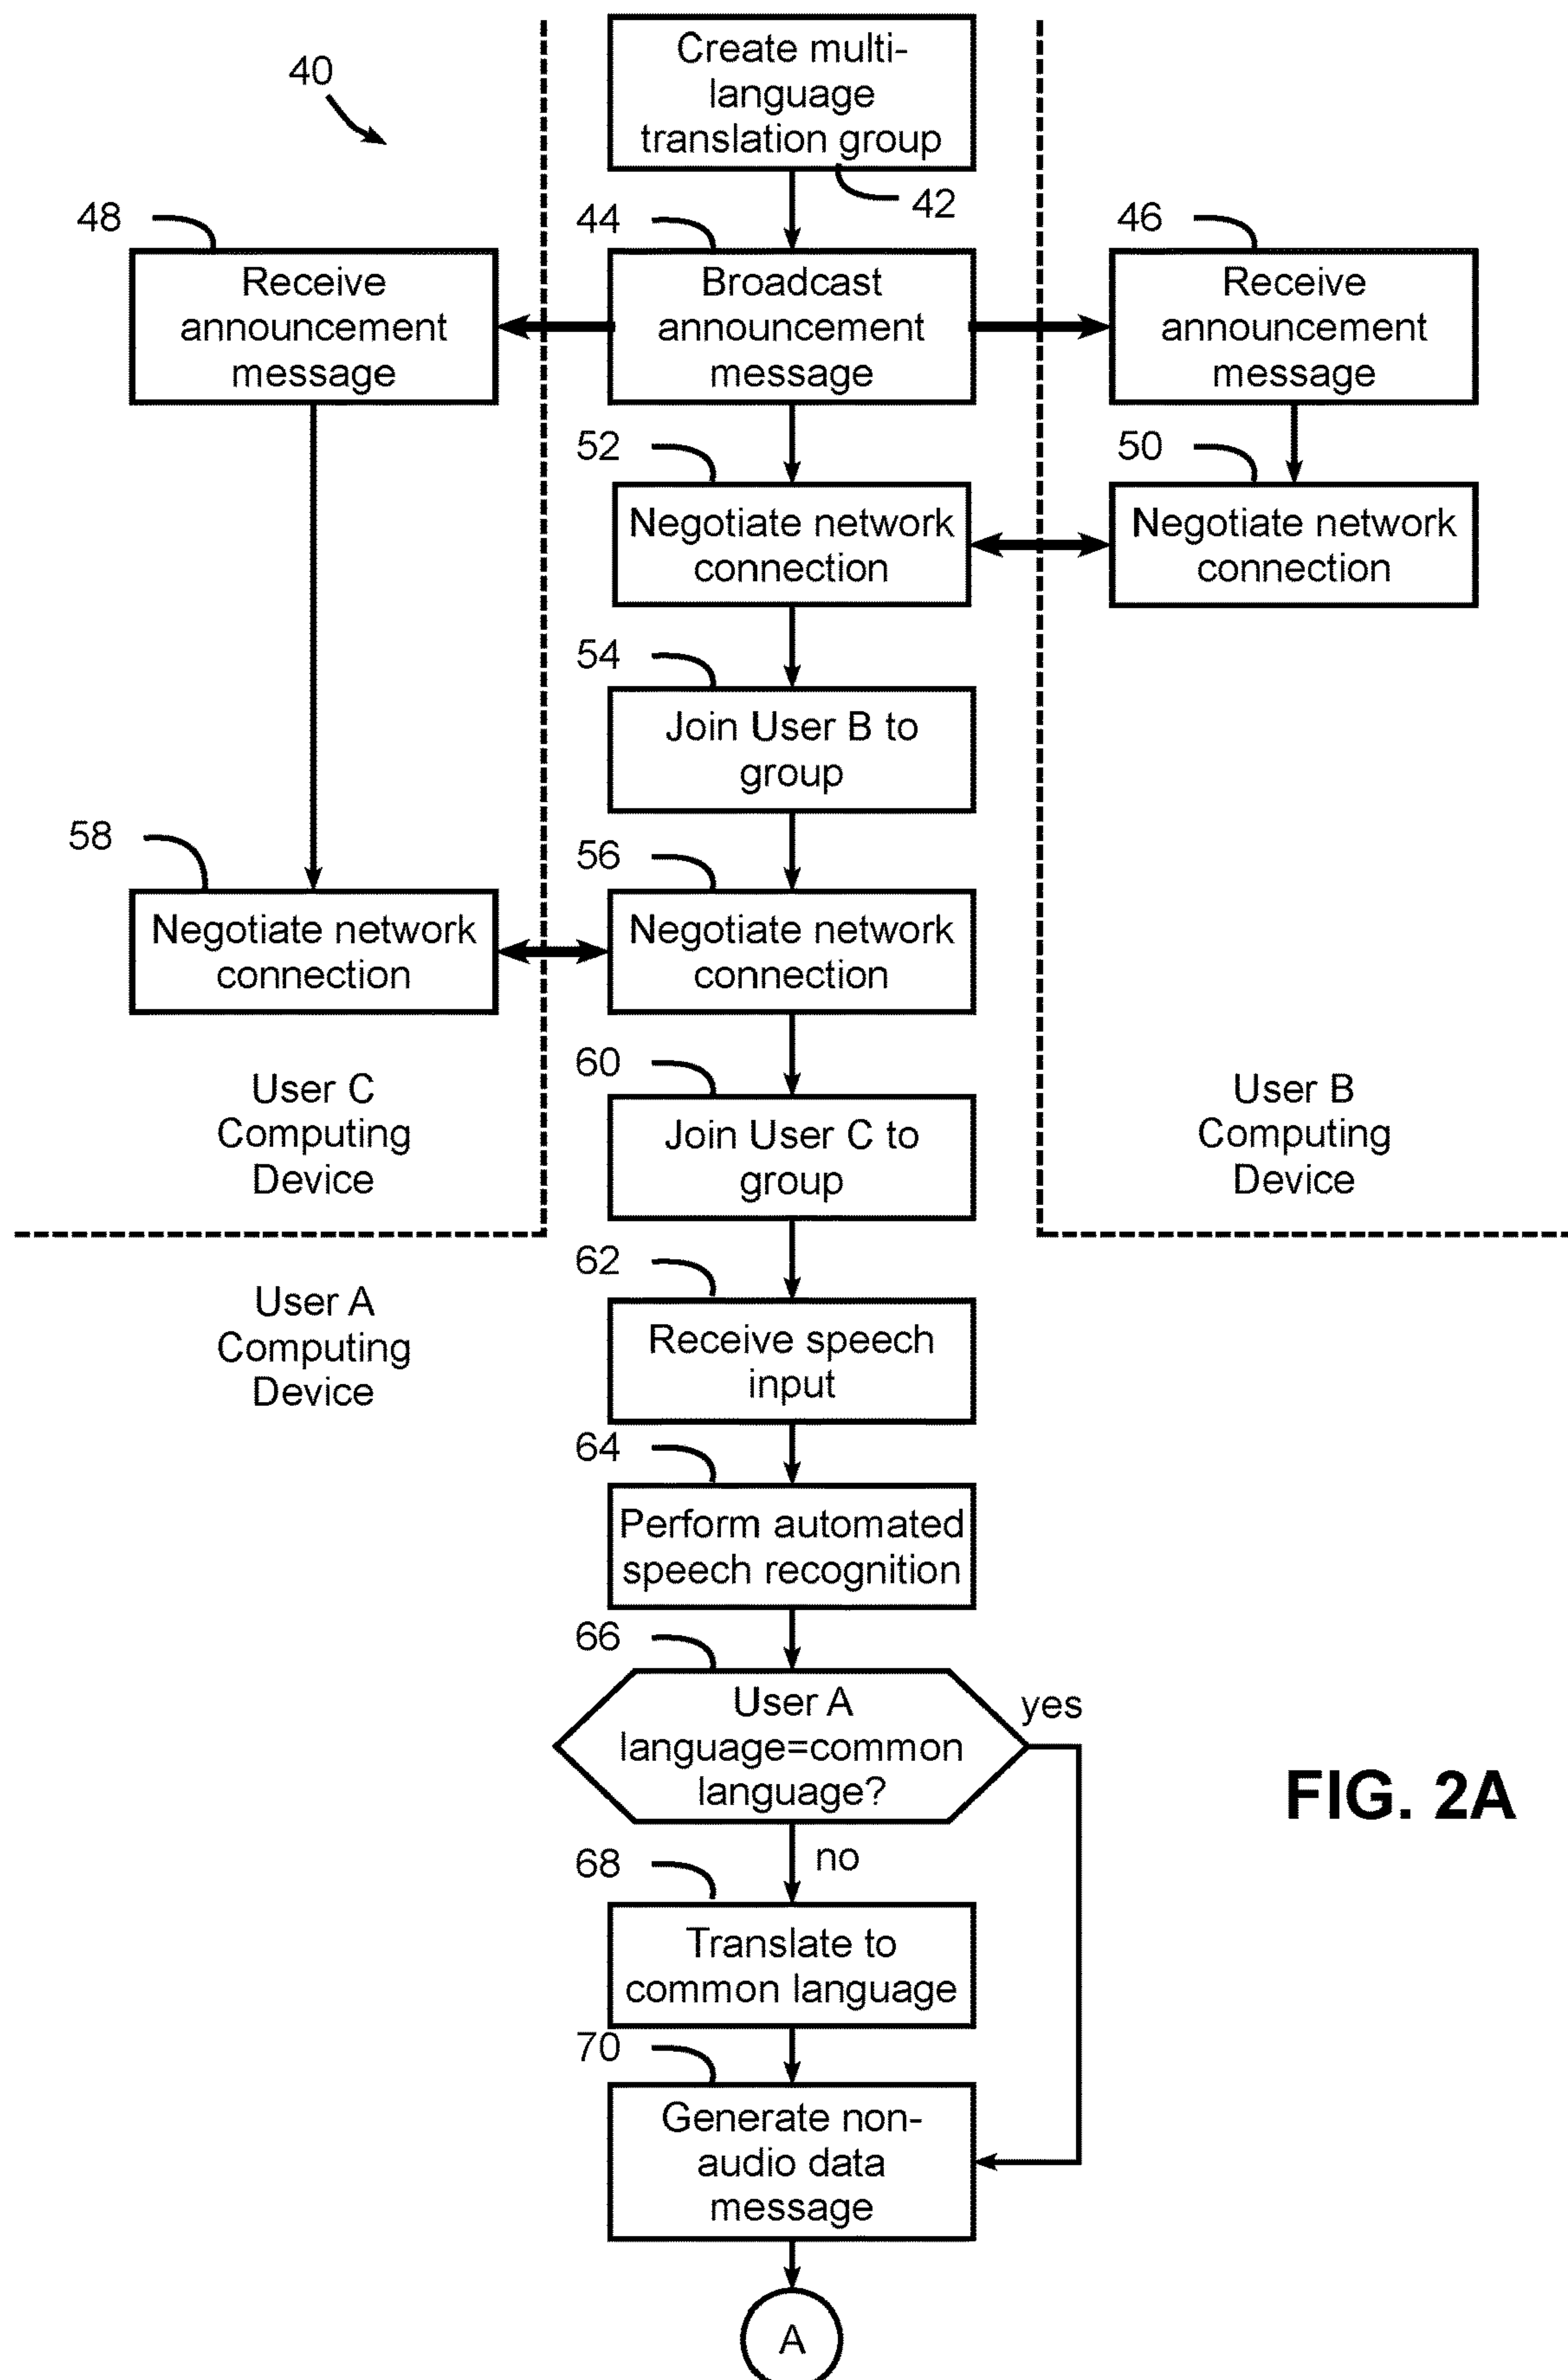 40
Create multi-
language
translation group
42
48
44
46
Receive
announcement
message
Broadcast
announcement
message
Receive
announcement
message
52
50
Negotiate network
connection
Negotiate network
connection
54
Join User B to
group
58
56
Negotiate network
connection
Negotiate network
connection
60
User C
Computing
Device
Join User C to
group
User B
Computing
Device
62
User A
Computing
Device
Receive speech
input
64
Perform automated
speech recognition
66
User A
language=common
language?
yes
FIG. 2A
no
68
Translate to
common language
70
Generate non-
audio data
message
A